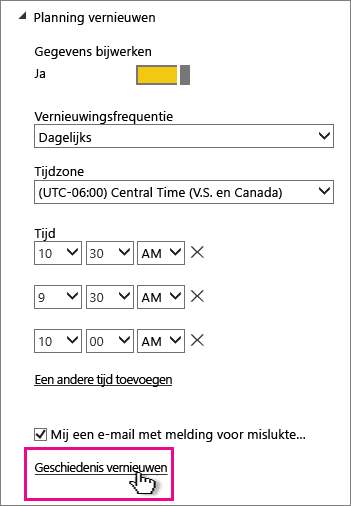 Planning vernieuwen
Gegevens bijwerken
Ja
Vernieuwingsfrequentie
Dagelijks
Tijdzone
(UTC-06:00) Central Time (V.S. en Canada)
Tijd
10 30 AM
9 30 AM
10 00 AM
Een andere tijd toevoegen
Mij een e-mail met melding voor mislukte...
Geschiedenis vernieuwen